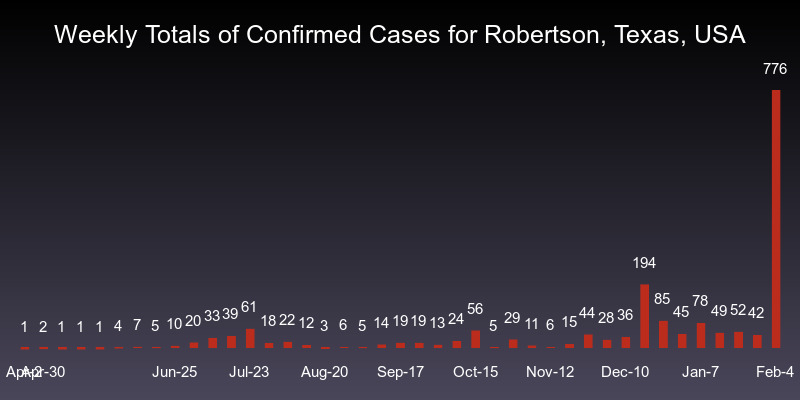 Weekly Totals of Confirmed Cases for Robertson, Texas, USA
776
194
1 2 1 1 1 4 7 5 10 20 33 39 61 18 22 12 3 6 5 14 19 19 13 24 56 5 29 11 6 15 44 28 36 85 45 78 49 52 42
Apr-30 Jun-25 Jul-23 Aug-20 Sep-17 Oct-15 Nov-12 Dec-10 Jan-7 Feb-4